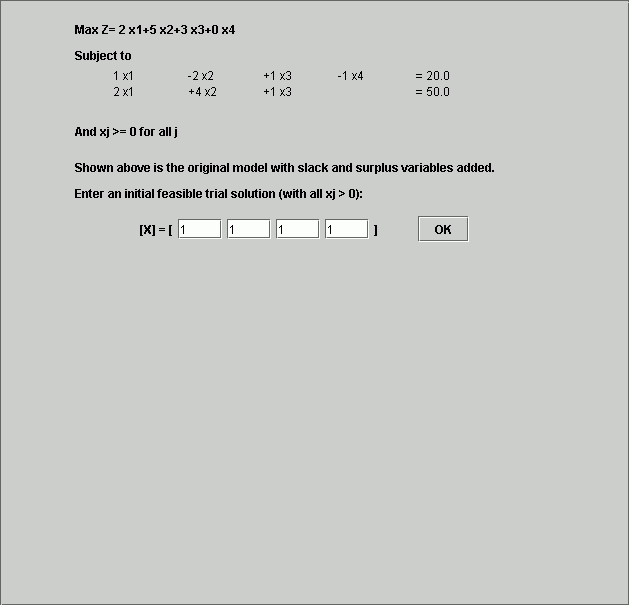 Max Z= 2 x1+5 x2+3 x3+0 x4
Subject to
1 x1 -2 x2 +1 x3 -1 x4 = 20.0
2 x1 +4 x2 +1 x3 = 50.0
And xj >= 0 for all j
Shown above is the original model with slack and surplus variables added.
Enter an initial feasible trial solution (with all xj > 0):
[X] = [ 1 1 1 1 ] OK